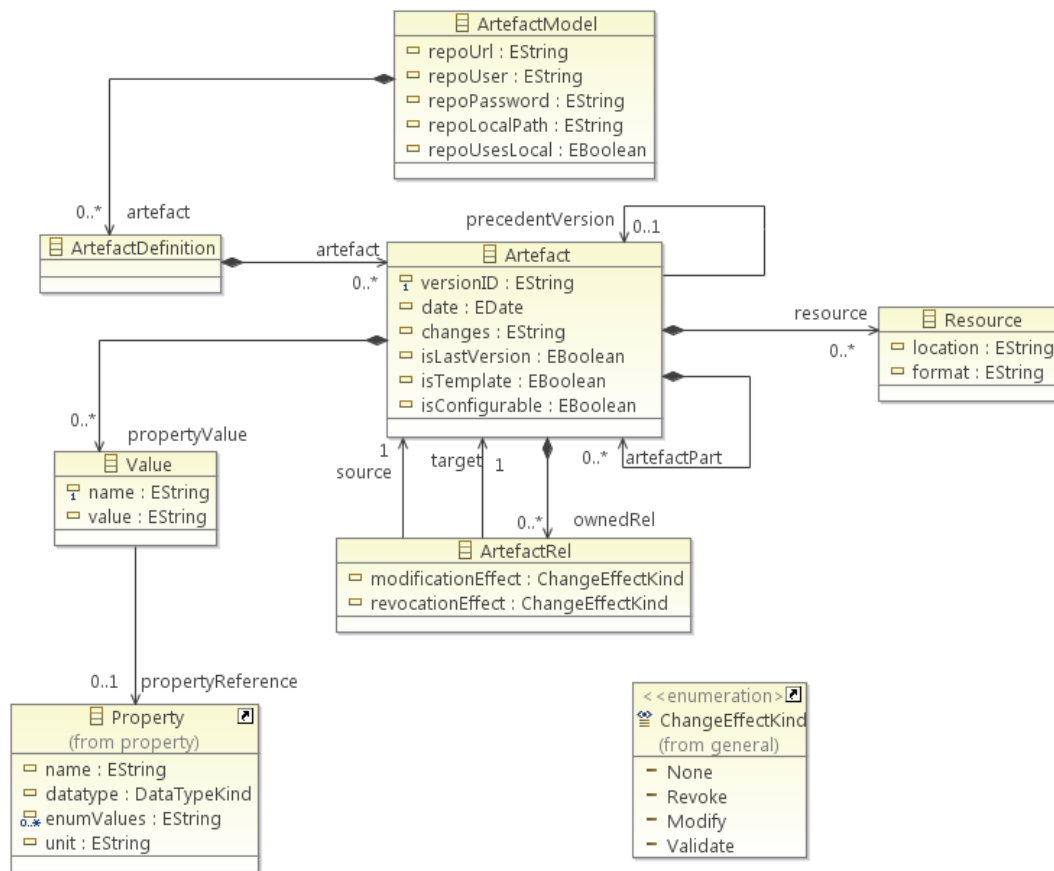 ArtefactModel
repoUrl : EString
repoUser : EString
repoPassword : EString
repoLocalPath : EString
repoUsesLocal : EBoolean
0..*
artefact
ArtefactDefinition
artefact
0..*
precedentVersion
0..1
Artefact
1
versionID : EString
date : EDate
changes : EString
isLastVersion : EBoolean
isTemplate : EBoolean
isConfigurable : EBoolean
resource
0..*
Resource
location : EString
format : EString
0..*
propertyValue
Value
1
name : EString
value : EString
1
source
target
1
0..*
artefactPart
0..*
ownedRel
ArtefactRel
modificationEffect : ChangeEffectKind
revocationEffect : ChangeEffectKind
0..1
propertyReference
Property
(from property)
name : EString
datatype : DataTypeKind
0..*
enumValues : EString
unit : EString
<<enumeration>>
ChangeEffectKind
(from general)
None
Revoke
Modify
Validate